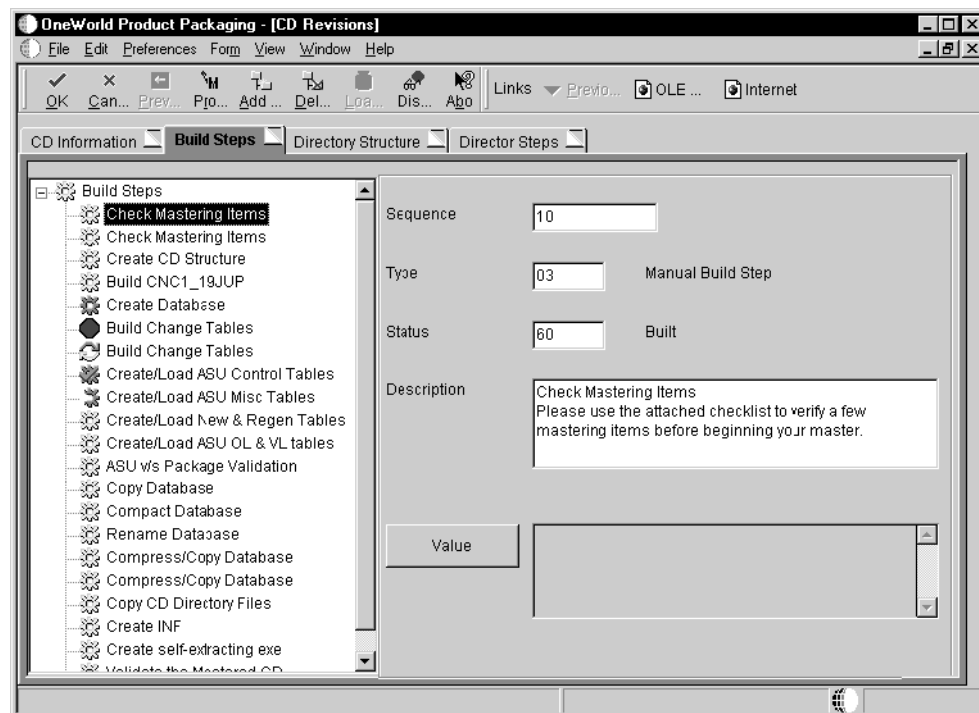 OneWorld Product Packaging - [CD Revisions]
File Edit Preferences Form View Window Help
OK Can... Prev... Pro... Add ... Del... Loa... Dis... Abo Links Previo... OLE ... Internet
CD Information Build Steps Directory Structure Director Steps
Build Steps
Check Mastering Items
Check Mastering Items
Create CD Structure
Build CNC1_19JUP
Create Database
Build Change Tables
Build Change Tables
Create/Load ASU Control Tables
Create/Load ASU Misc Tables
Create/Load New & Regen Tables
Create/Load ASU OL & VL tables
ASU v/s Package Validation
Copy Database
Compact Database
Rename Database
Compress/Copy Database
Compress/Copy Database
Copy CD Directory Files
Create INF
Create self-extracting exe
Validate the Mastered CD
Sequence 10
Type 03 Manual Build Step
Status 60 Built
Description
Check Mastering Items
Please use the attached checklist to verify a few
mastering items before beginning your master.
Value